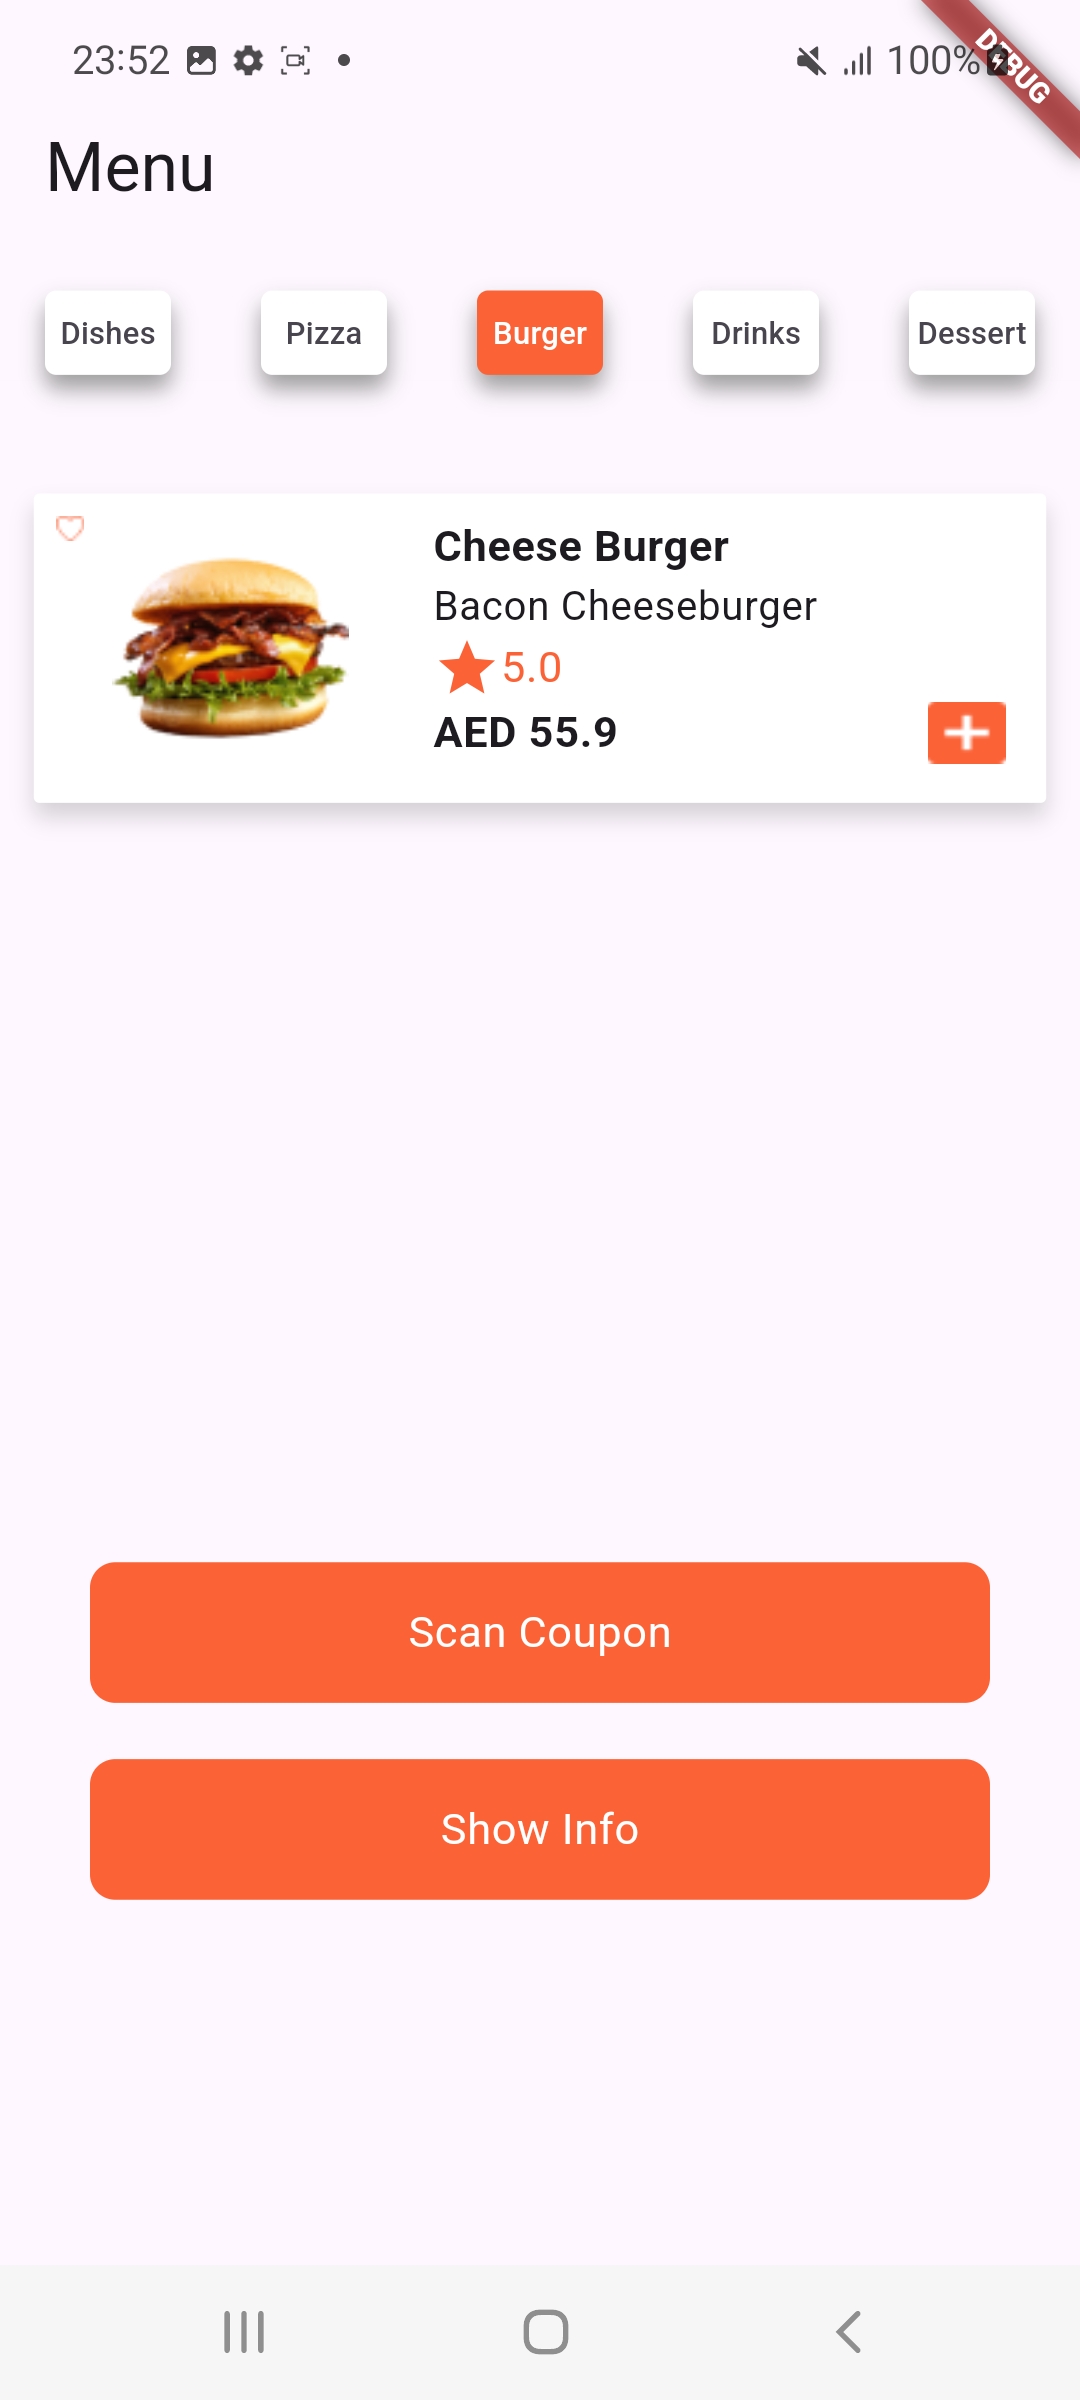 23:52 100%
DEBUG
Menu
Dishes Pizza Burger Drinks Dessert
Cheese Burger
Bacon Cheeseburger
5.0
AED 55.9
Scan Coupon
Show Info